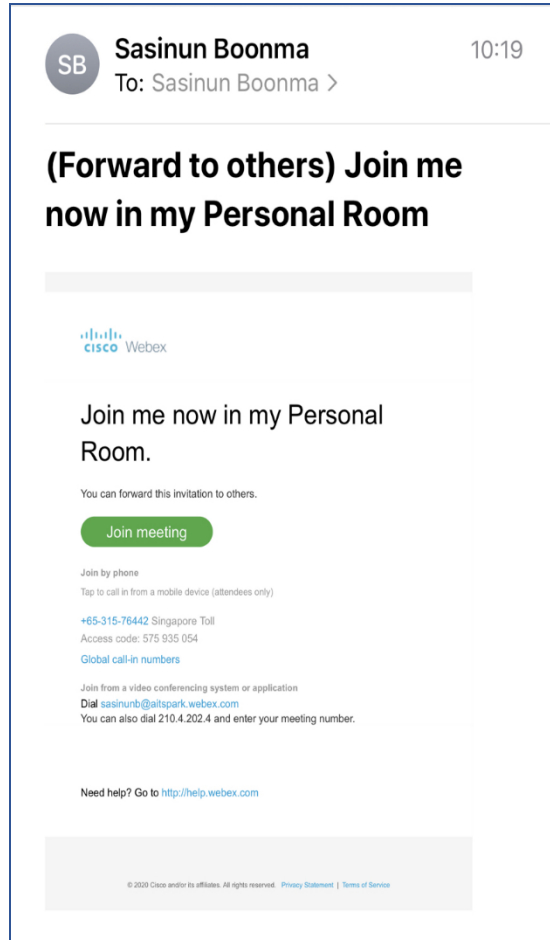 SB
Sasinun Boonma
10:19
To: Sasinun Boonma >
(Forward to others) Join me
now in my Personal Room
CISCO Webex
Join me now in my Personal
Room.
You can forward this invitation to others.
Join meeting
Join by phone
Tap to call in from a mobile device (attendees only)
+65-315-76442 Singapore Toll
Access code: 575 935 054
Global call-in numbers
Join from a video conferencing system or application
Dial sasinunb@aitspark.webex.com
You can also dial 210.4.202.4 and enter your meeting number.
Need help? Go to http://help.webex.com
© 2020 Cisco and/or its affiliates. All rights reserved. Privacy Statement | Terms of Service